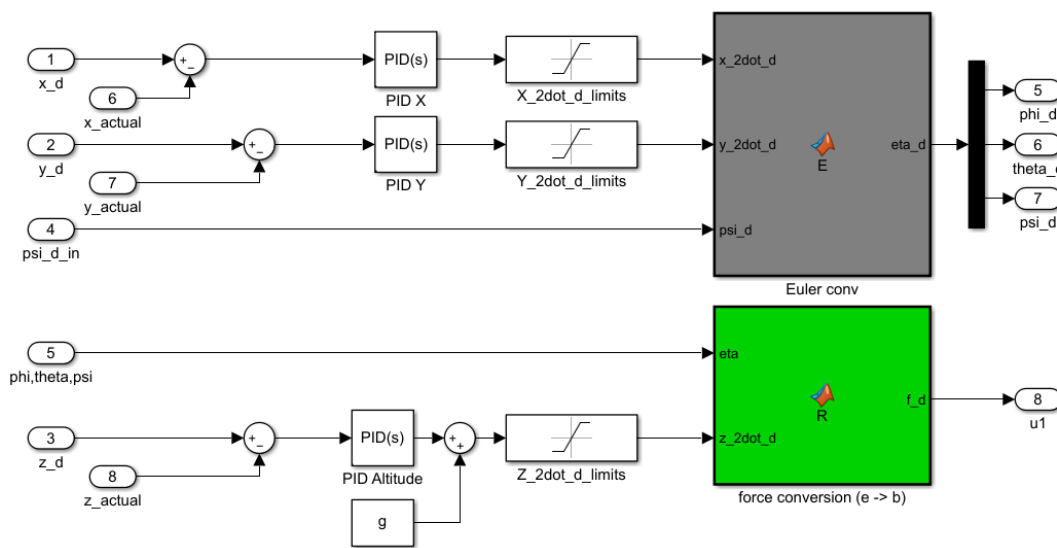 1
x_d
+
−
6
x_actual
PID(s)
PID X
X_2dot_d_limits
x_2dot_d
2
y_d
+
−
7
y_actual
PID(s)
PID Y
Y_2dot_d_limits
y_2dot_d
4
psi_d_in
psi_d
E
eta_d
Euler conv
5
phi_d
6
theta_d
7
psi_d
5
phi,theta,psi
eta
3
z_d
+
−
8
z_actual
PID(s)
PID Altitude
+
+
g
Z_2dot_d_limits
z_2dot_d
R
f_d
force conversion (e -> b)
8
u1